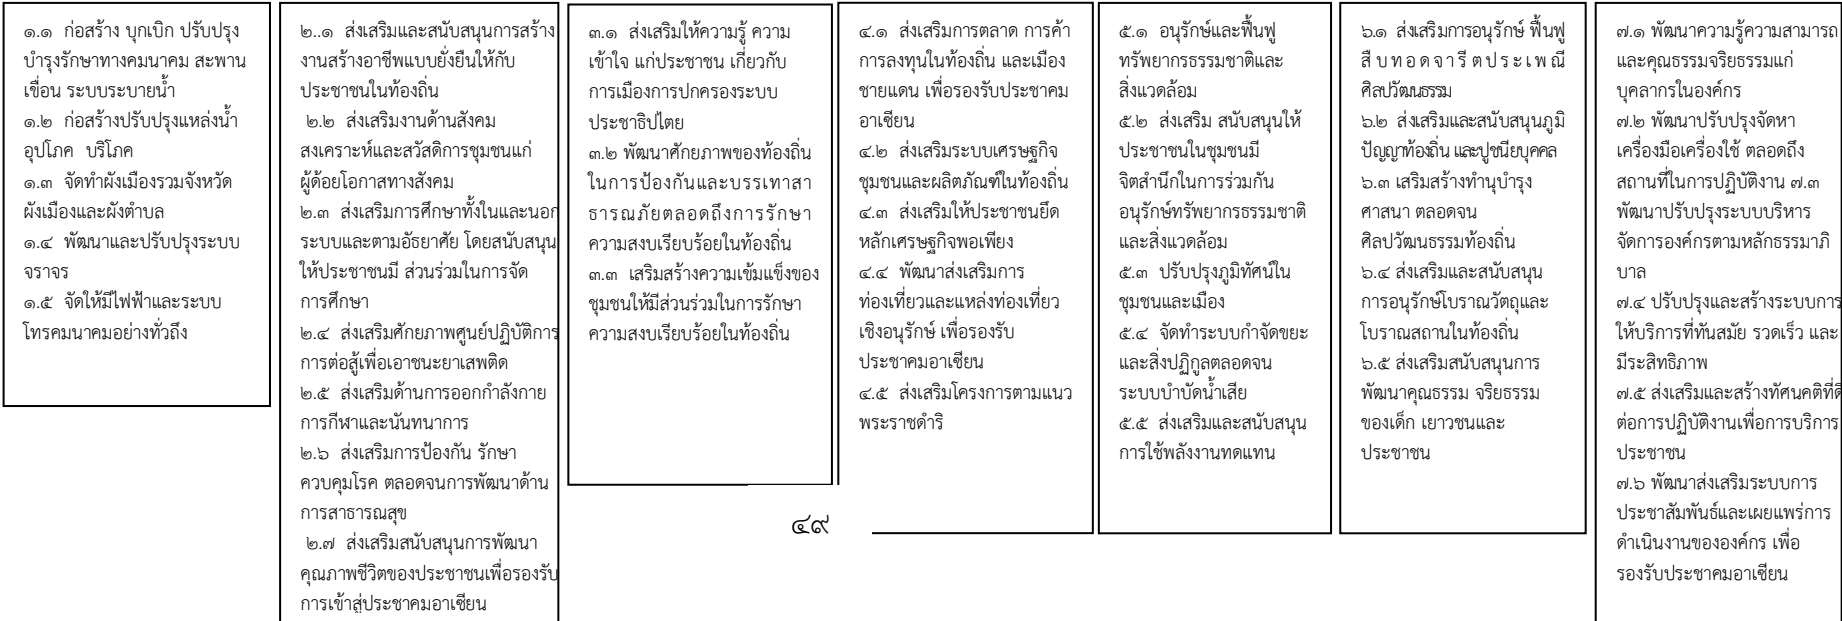 ๑.๑ ก่อสร้าง บุกเบิก ปรับปรุง
บำรุงรักษาทางคมนาคม สะพาน
เขื่อน ระบบระบายน้ำ
๑.๒ ก่อสร้างปรับปรุงแหล่งน้ำ
อุปโภค บริโภค
๑.๓ จัดทำผังเมืองรวมจังหวัด
ผังเมืองและผังตำบล
๑.๔ พัฒนาและปรับปรุงระบบ
จราจร
๑.๕ จัดให้มีไฟฟ้าและระบบ
โทรคมนาคมอย่างทั่วถึง
๒..๑ ส่งเสริมและสนับสนุนการสร้าง
งานสร้างอาชีพแบบยั่งยืนให้กับ
ประชาชนในท้องถิ่น
๒.๒ ส่งเสริมงานด้านสังคม
สงเคราะห์และสวัสดิการชุมชนแก่
ผู้ด้อยโอกาสทางสังคม
๒.๓ ส่งเสริมการศึกษาทั้งในและนอก
ระบบและตามอัธยาศัย โดยสนับสนุน
ให้ประชาชนมี ส่วนร่วมในการจัด
การศึกษา
๒.๔ ส่งเสริมศักยภาพศูนย์ปฏิบัติการ
การต่อสู้เพื่อเอาชนะยาเสพติด
๒.๕ ส่งเสริมด้านการออกกำลังกาย
การกีฬาและนันทนาการ
๒.๖ ส่งเสริมการป้องกัน รักษา
ควบคุมโรค ตลอดจนการพัฒนาด้าน
การสาธารณสุข
๒.๗ ส่งเสริมสนับสนุนการพัฒนา
คุณภาพชีวิตของประชาชนเพื่อรองรับ
การเข้าสู่ประชาคมอาเซียน
๓.๑ ส่งเสริมให้ความรู้ ความ
เข้าใจ แก่ประชาชน เกี่ยวกับ
การเมืองการปกครองระบบ
ประชาธิปไตย
๓.๒ พัฒนาศักยภาพของท้องถิ่น
ในการป้องกันและบรรเทาสา
ธารณภัยตลอดถึงการรักษา
ความสงบเรียบร้อยในท้องถิ่น
๓.๓ เสริมสร้างความเข้มแข็งของ
ชุมชนให้มีส่วนร่วมในการรักษา
ความสงบเรียบร้อยในท้องถิ่น
๔.๑ ส่งเสริมการตลาด การค้า
การลงทุนในท้องถิ่น และเมือง
ชายแดน เพื่อรองรับประชาคม
อาเซียน
๔.๒ ส่งเสริมระบบเศรษฐกิจ
ชุมชนและผลิตภัณฑ์ในท้องถิ่น
๔.๓ ส่งเสริมให้ประชาชนยึด
หลักเศรษฐกิจพอเพียง
๔.๔ พัฒนาส่งเสริมการ
ท่องเที่ยวและแหล่งท่องเที่ยว
เชิงอนุรักษ์ เพื่อรองรับ
ประชาคมอาเซียน
๔.๕ ส่งเสริมโครงการตามแนว
พระราชดำริ
๕.๑ อนุรักษ์และฟื้นฟู
ทรัพยากรธรรมชาติและ
สิ่งแวดล้อม
๕.๒ ส่งเสริม สนับสนุนให้
ประชาชนในชุมชนมี
จิตสำนึกในการร่วมกัน
อนุรักษ์ทรัพยากรธรรมชาติ
และสิ่งแวดล้อม
๕.๓ ปรับปรุงภูมิทัศน์ใน
ชุมชนและเมือง
๕.๔ จัดทำระบบกำจัดขยะ
และสิ่งปฏิกูลตลอดจน
ระบบบำบัดน้ำเสีย
๕.๕ ส่งเสริมและสนับสนุน
การใช้พลังงานทดแทน
๖.๑ ส่งเสริมการอนุรักษ์ ฟื้นฟู
สืบทอดจารีตประเพณี
ศิลปวัฒนธรรม
๖.๒ ส่งเสริมและสนับสนุนภูมิ
ปัญญาท้องถิ่น และปูชนียบุคคล
๖.๓ เสริมสร้างทำนุบำรุง
ศาสนา ตลอดจน
ศิลปวัฒนธรรมท้องถิ่น
๖.๔ ส่งเสริมและสนับสนุน
การอนุรักษ์โบราณวัตถุและ
โบราณสถานในท้องถิ่น
๖.๕ ส่งเสริมสนับสนุนการ
พัฒนาคุณธรรม จริยธรรม
ของเด็ก เยาวชนและ
ประชาชน
๗.๑ พัฒนาความรู้ความสามารถ
และคุณธรรมจริยธรรมแก่
บุคลากรในองค์กร
๗.๒ พัฒนาปรับปรุงจัดหา
เครื่องมือเครื่องใช้ ตลอดถึง
สถานที่ในการปฏิบัติงาน ๗.๓
พัฒนาปรับปรุงระบบบริหาร
จัดการองค์กรตามหลักธรรมาภิ
บาล
๗.๔ ปรับปรุงและสร้างระบบการ
ให้บริการที่ทันสมัย รวดเร็ว และ
มีระสิทธิภาพ
๗.๕ ส่งเสริมและสร้างทัศนคติที่ดี
ต่อการปฏิบัติงานเพื่อการบริการ
ประชาชน
๗.๖ พัฒนาส่งเสริมระบบการ
ประชาสัมพันธ์และเผยแพร่การ
ดำเนินงานขององค์กร เพื่อ
รองรับประชาคมอาเซียน
๔๙